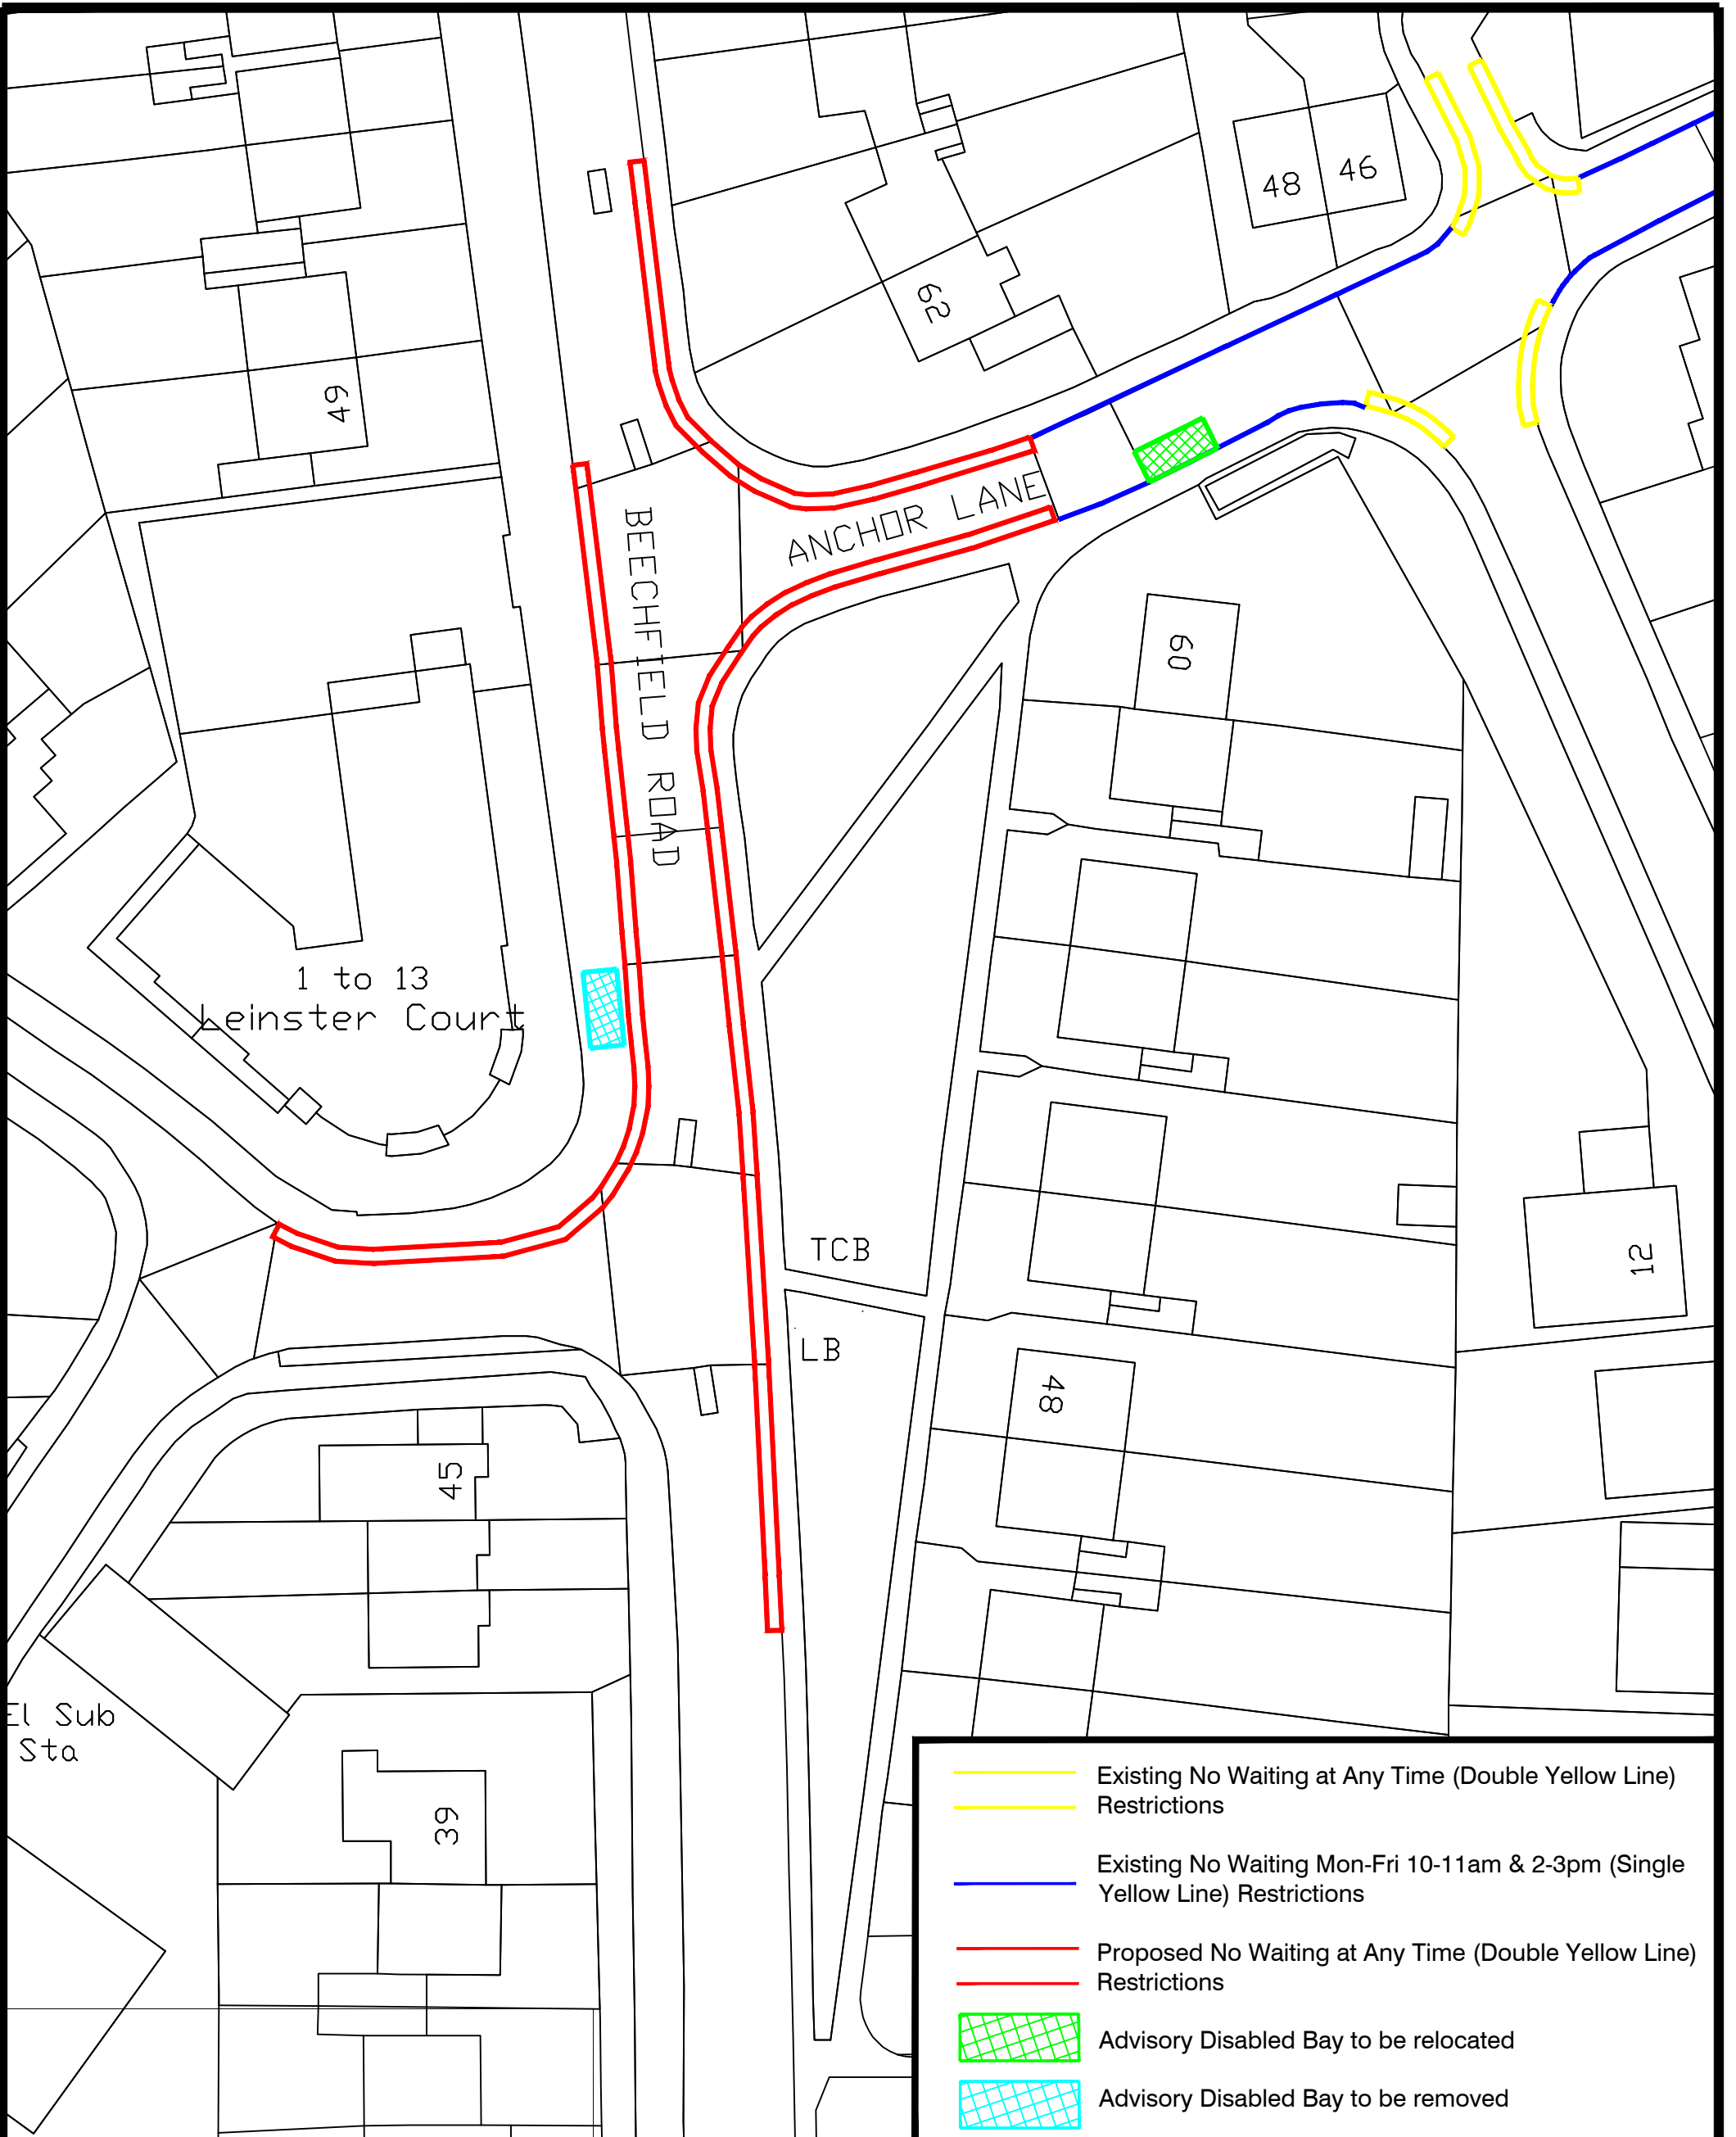 48
46
62
49
ANCHOR LANE
BEECHFIELD ROAD
60
1 to 13
Leinster Court
TCB
12
LB
48
45
El Sub
Sta
39
Existing No Waiting at Any Time (Double Yellow Line)
Restrictions
Existing No Waiting Mon-Fri 10-11am & 2-3pm (Single
Yellow Line) Restrictions
Proposed No Waiting at Any Time (Double Yellow Line)
Restrictions
Advisory Disabled Bay to be relocated
Advisory Disabled Bay to be removed